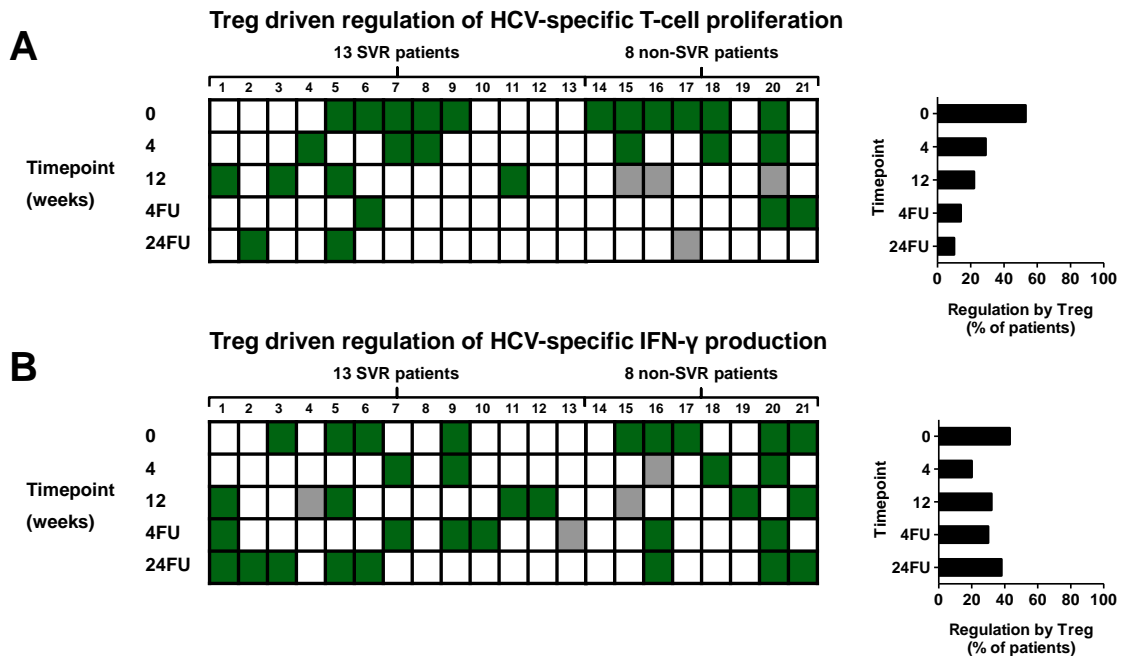 A
Treg driven regulation of HCV-specific T-cell proliferation
13 SVR patients 8 non-SVR patients
1 2 3 4 5 6 7 8 9 10 11 12 13 14 15 16 17 18 19 20 21
Timepoint
(weeks)
0
4
12
4FU
24FU
Timepoint
0
4
12
4FU
24FU
0 20 40 60 80 100
Regulation by Treg
(% of patients)
B
Treg driven regulation of HCV-specific IFN-γ production
13 SVR patients 8 non-SVR patients
1 2 3 4 5 6 7 8 9 10 11 12 13 14 15 16 17 18 19 20 21
Timepoint
(weeks)
0
4
12
4FU
24FU
Timepoint
0
4
12
4FU
24FU
0 20 40 60 80 100
Regulation by Treg
(% of patients)